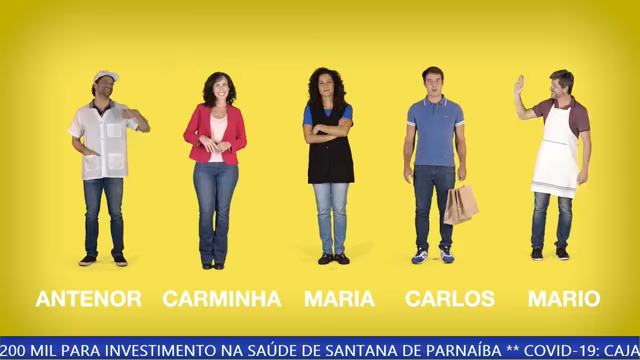 ANTENOR CARMINHA MARIA CARLOS MARIO
200 MIL PARA INVESTIMENTO NA SAÚDE DE SANTANA DE PARNAÍBA ** COVID-19: CAJA